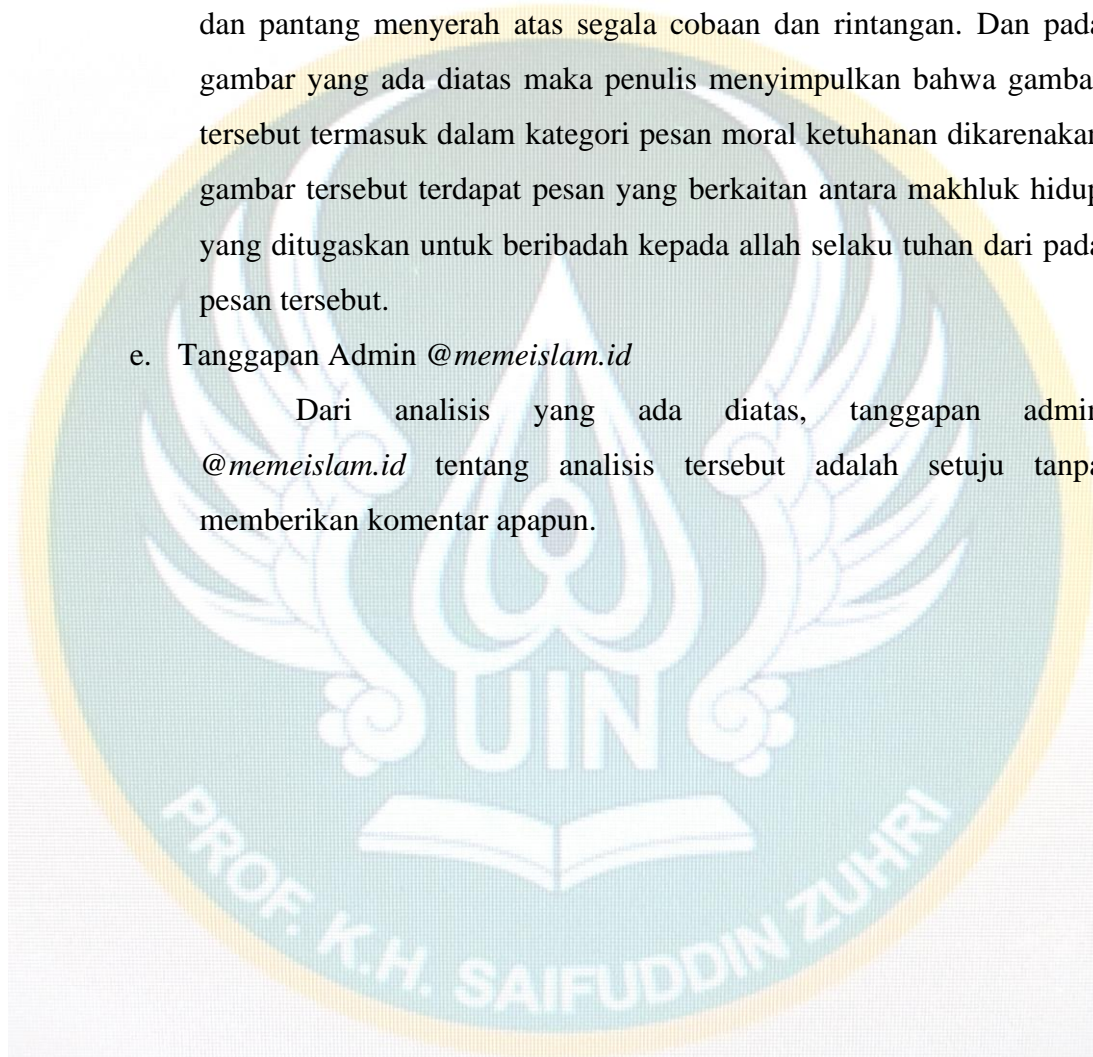 dan pantang menyerah atas segala cobaan dan rintangan. Dan pada
gambar yang ada diatas maka penulis menyimpulkan bahwa gambar
tersebut termasuk dalam kategori pesan moral ketuhanan dikarenakan
gambar tersebut terdapat pesan yang berkaitan antara makhluk hidup
yang ditugaskan untuk beribadah kepada allah selaku tuhan dari pada
pesan tersebut.
e. Tanggapan Admin @memeislam.id
Dari analisis yang ada diatas, tanggapan admin
@memeislam.id tentang analisis tersebut adalah setuju tanpa
memberikan komentar apapun.
UIN
PROF. K.H. SAIFUDDIN ZUHRI